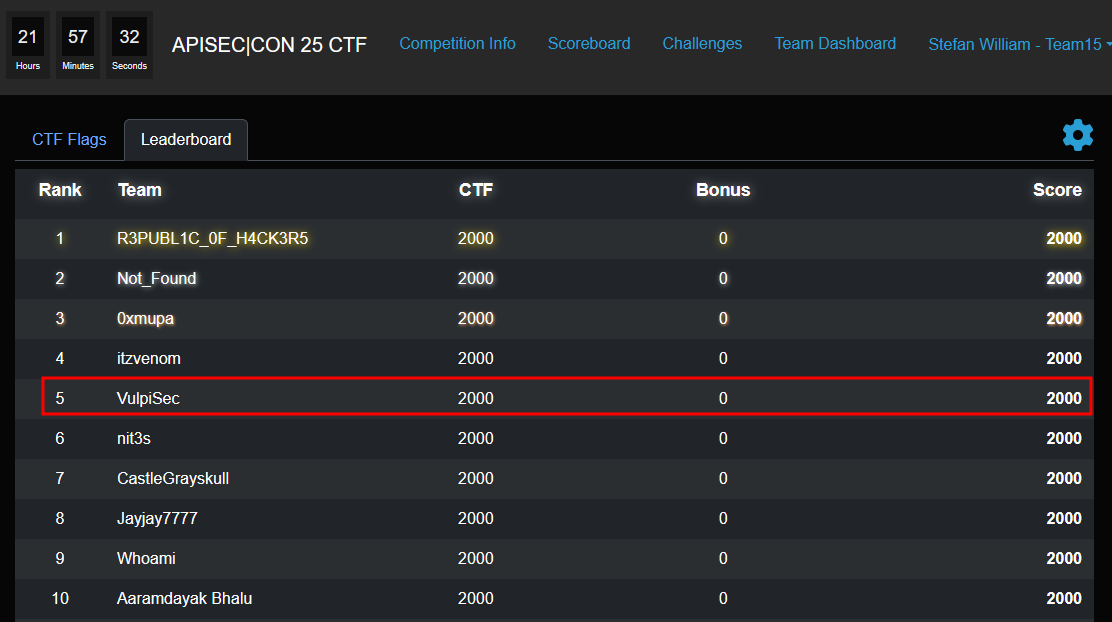 21 57 32
Hours Minutes Seconds
APISEC|CON 25 CTF
Competition Info Scoreboard Challenges Team Dashboard Stefan William - Team15
CTF Flags Leaderboard
Rank Team CTF Bonus Score
1 R3PUBL1C_0F_H4CK3R5 2000 0 2000
2 Not_Found 2000 0 2000
3 0xmupa 2000 0 2000
4 itzvenom 2000 0 2000
5 VulpiSec 2000 0 2000
6 nit3s 2000 0 2000
7 CastleGrayskull 2000 0 2000
8 Jayjay7777 2000 0 2000
9 Whoami 2000 0 2000
10 Aaramdayak Bhalu 2000 0 2000